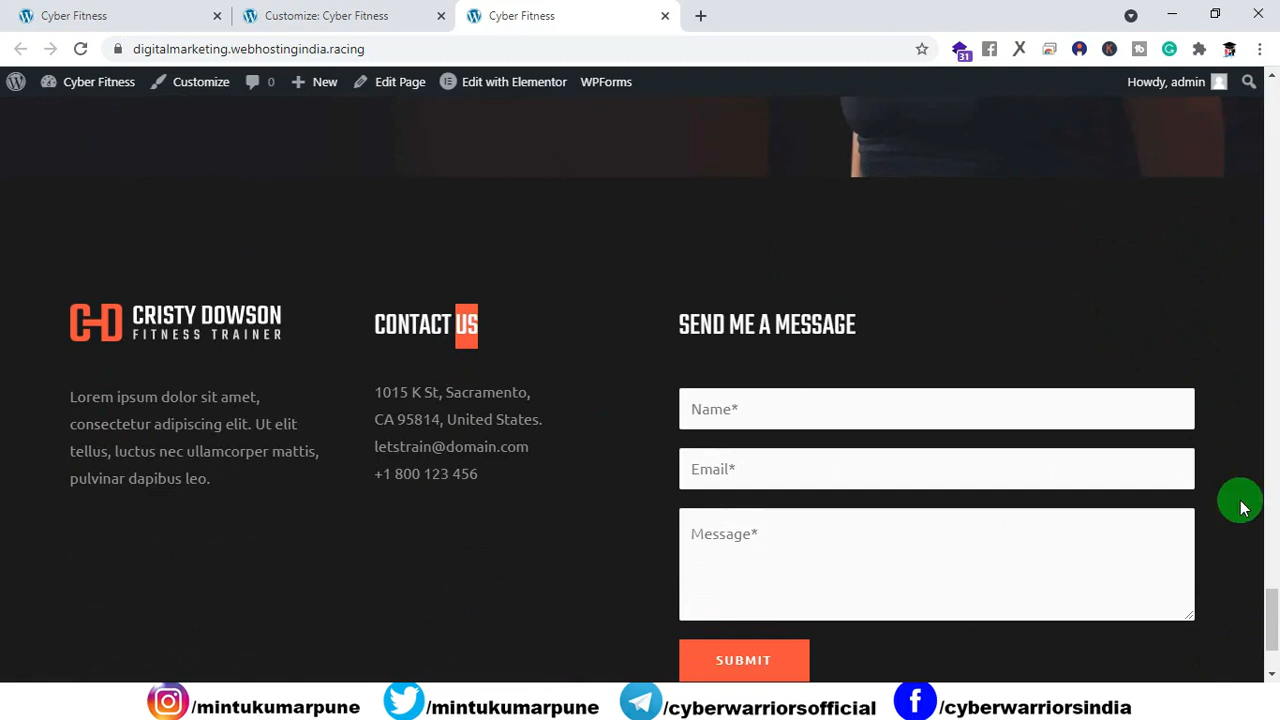 Cyber Fitness
Customize: Cyber Fitness
Cyber Fitness
digitalmarketing.webhostingindia.racing
31
Cyber Fitness
Customize
0
New
Edit Page
Edit with Elementor
WPForms
Howdy, admin
CRISTY DOWSON
FITNESS TRAINER
Lorem ipsum dolor sit amet,
consectetur adipiscing elit. Ut elit
tellus, luctus nec ullamcorper mattis,
pulvinar dapibus leo.
CONTACT US
1015 K St, Sacramento,
CA 95814, United States.
letstrain@domain.com
+1 800 123 456
SEND ME A MESSAGE
Name*
Email*
Message*
SUBMIT
/mintukumarpune
/mintukumarpune
/cyberwarriorsofficial
/cyberwarriorsindia